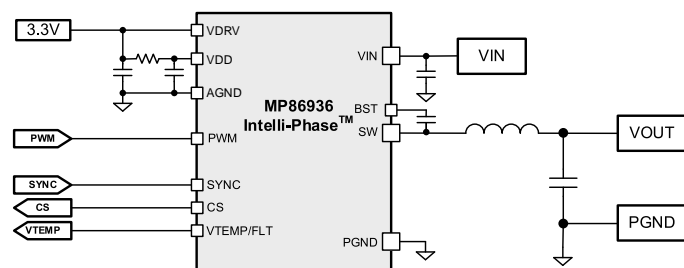 3.3V
VDRV
VDD
AGND
PWM
PWM
SYNC
SYNC
CS
CS
VTEMP
VTEMP/FLT
MP86936
Intelli-Phase™
VIN
VIN
BST
SW
VOUT
PGND
PGND